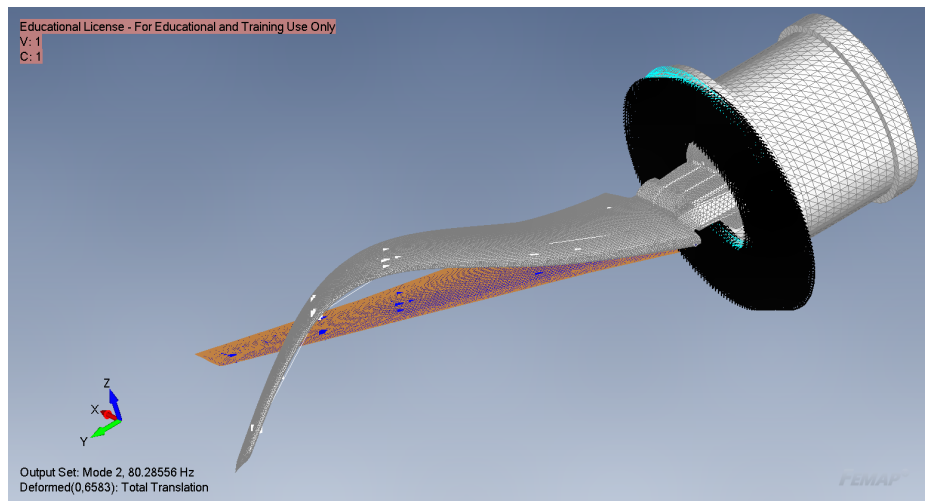 Educational License - For Educational and Training Use Only
V: 1
C: 1
Z
X
Y
Output Set: Mode 2, 80.28556 Hz
Deformed(0,6583): Total Translation
FEMAP